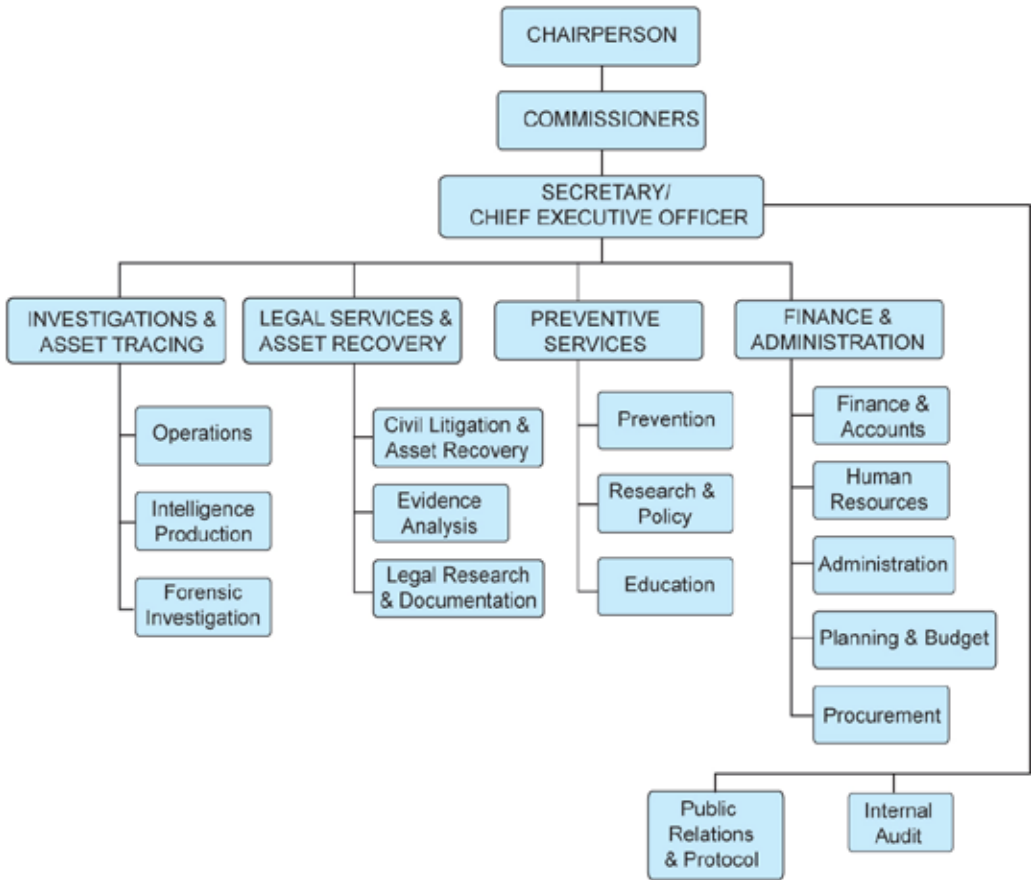 CHAIRPERSON
COMMISSIONERS
SECRETARY/
CHIEF EXECUTIVE OFFICER
INVESTIGATIONS &
ASSET TRACING
Operations
Intelligence
Production
Forensic
Investigation
LEGAL SERVICES &
ASSET RECOVERY
Civil Litigation &
Asset Recovery
Evidence
Analysis
Legal Research
& Documentation
PREVENTIVE
SERVICES
Prevention
Research &
Policy
Education
FINANCE &
ADMINISTRATION
Finance &
Accounts
Human
Resources
Administration
Planning & Budget
Procurement
Public
Relations
& Protocol
Internal
Audit